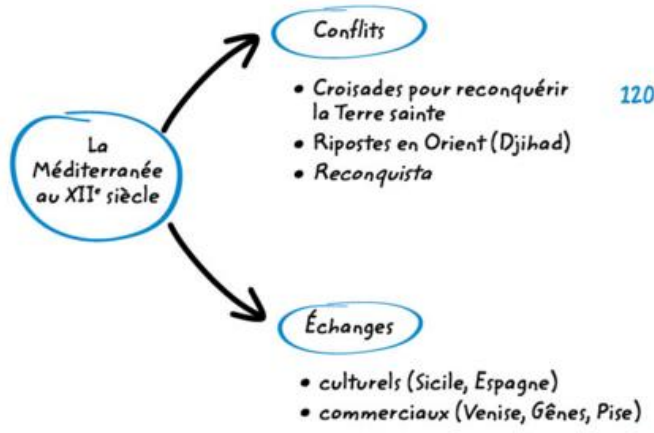 La
Méditerranée
au XIIe siècle
Conflits
• Croisades pour reconquérir
la Terre sainte
• Ripostes en Orient (Djihad)
• Reconquista
120
Échanges
• culturels (Sicile, Espagne)
• commerciaux (Venise, Gênes, Pise)